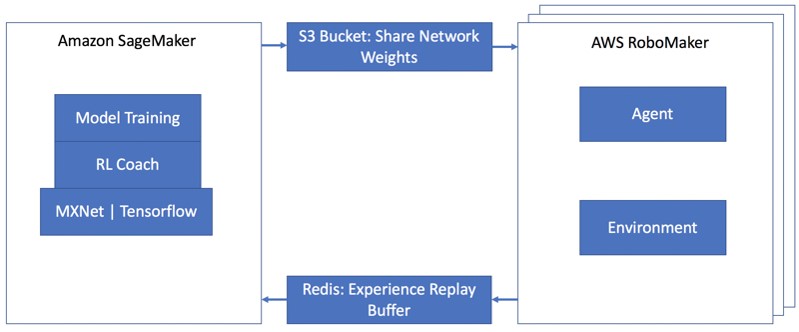 Amazon SageMaker
S3 Bucket: Share Network
Weights
AWS RoboMaker
Model Training
RL Coach
MXNet | Tensorflow
Agent
Environment
Redis: Experience Replay
Buffer